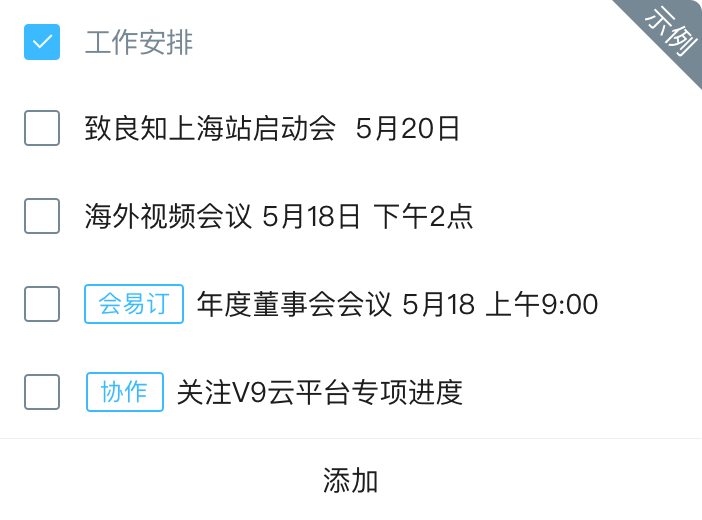 示例
工作安排
致良知上海站启动会 5月20日
海外视频会议 5月18日 下午2点
会易订 年度董事会会议 5月18 上午9:00
协作 关注V9云平台专项进度
添加